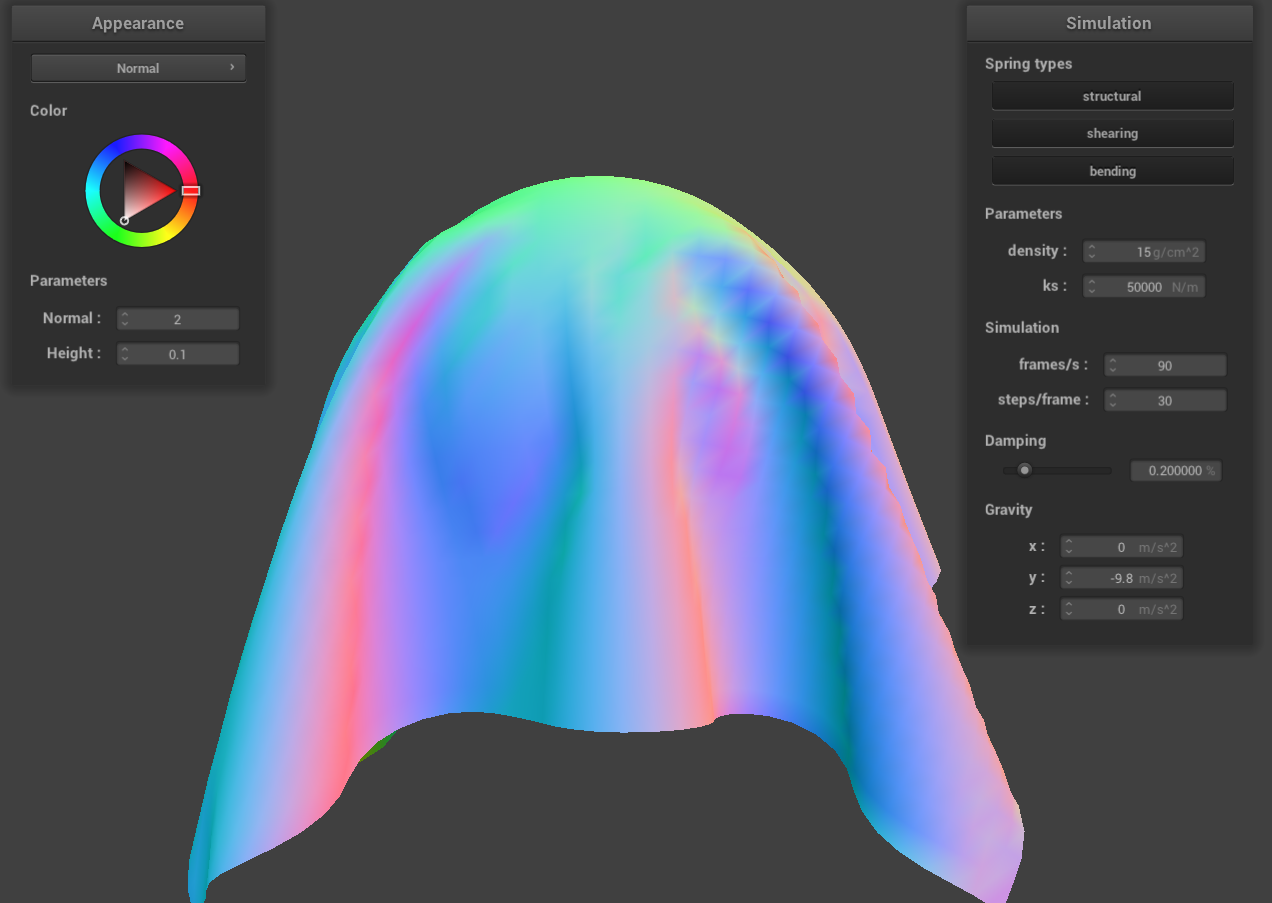 Appearance
Normal ›
Color
Parameters
Normal : 2
Height : 0.1
Simulation
Spring types
structural
shearing
bending
Parameters
density : 15 g/cm^2
ks : 50000 N/m
Simulation
frames/s : 90
steps/frame : 30
Damping
0.200000 %
Gravity
x : 0 m/s^2
y : -9.8 m/s^2
z : 0 m/s^2